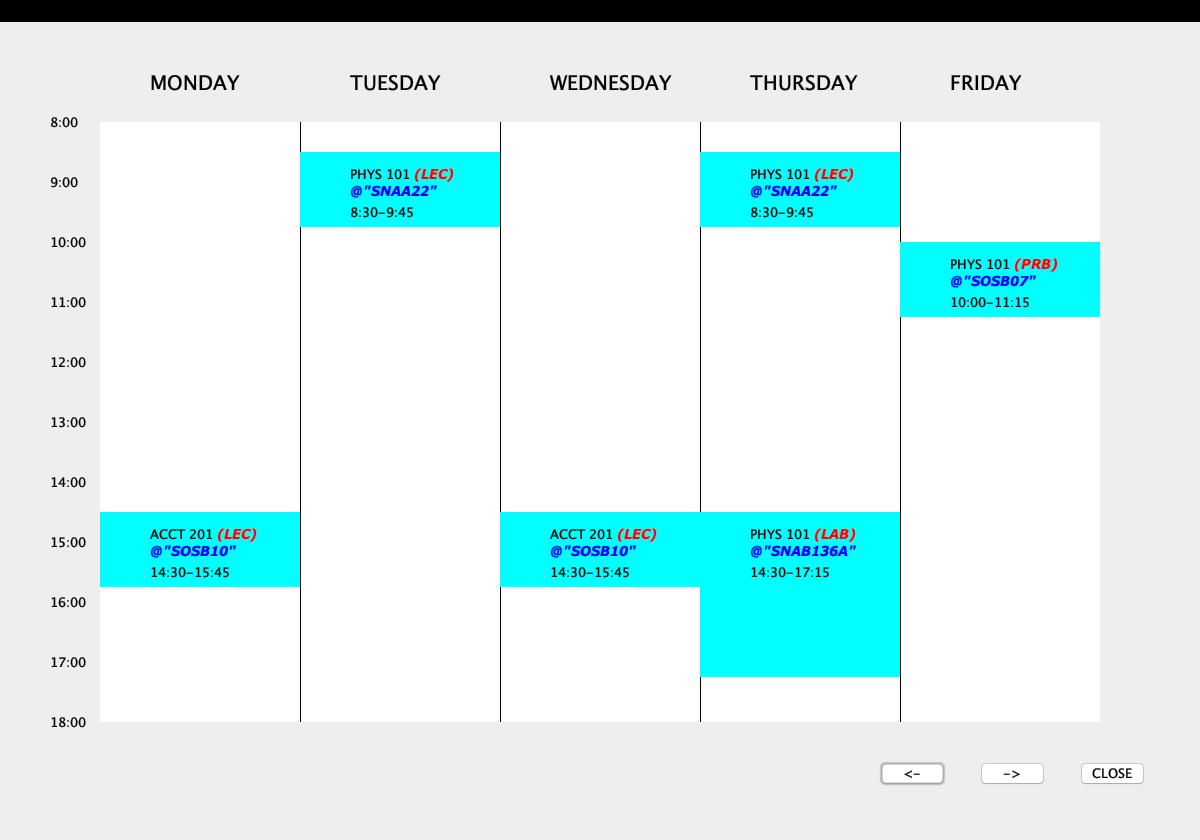 MONDAY TUESDAY WEDNESDAY THURSDAY FRIDAY
8:00
PHYS 101 (LEC)
@"SNAA22"
8:30-9:45
PHYS 101 (LEC)
@"SNAA22"
8:30-9:45
9:00
10:00
PHYS 101 (PRB)
@"SOSB07"
10:00-11:15
11:00
12:00
13:00
14:00
ACCT 201 (LEC)
@"SOSB10"
14:30-15:45
ACCT 201 (LEC)
@"SOSB10"
14:30-15:45
PHYS 101 (LAB)
@"SNAB136A"
14:30-17:15
15:00
16:00
17:00
18:00
<- -> CLOSE